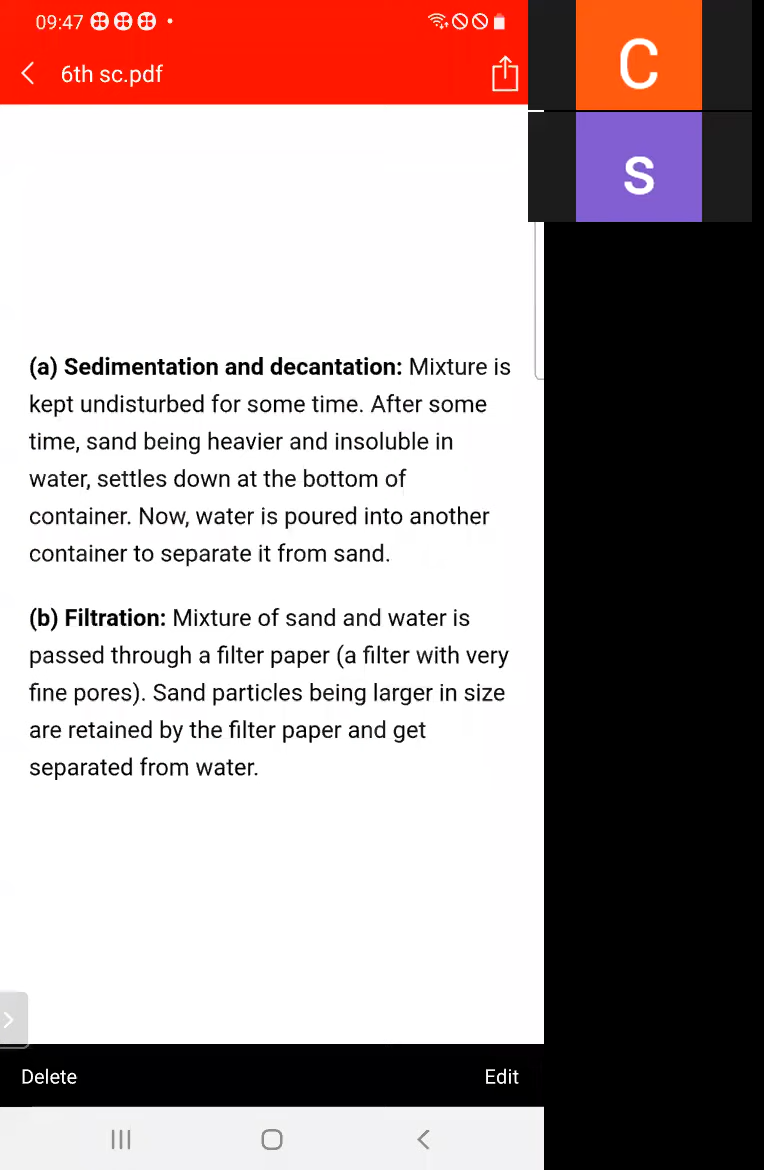 09:47
6th sc.pdf
C
S
(a) Sedimentation and decantation: Mixture is
kept undisturbed for some time. After some
time, sand being heavier and insoluble in
water, settles down at the bottom of
container. Now, water is poured into another
container to separate it from sand.
(b) Filtration: Mixture of sand and water is
passed through a filter paper (a filter with very
fine pores). Sand particles being larger in size
are retained by the filter paper and get
separated from water.
Delete Edit